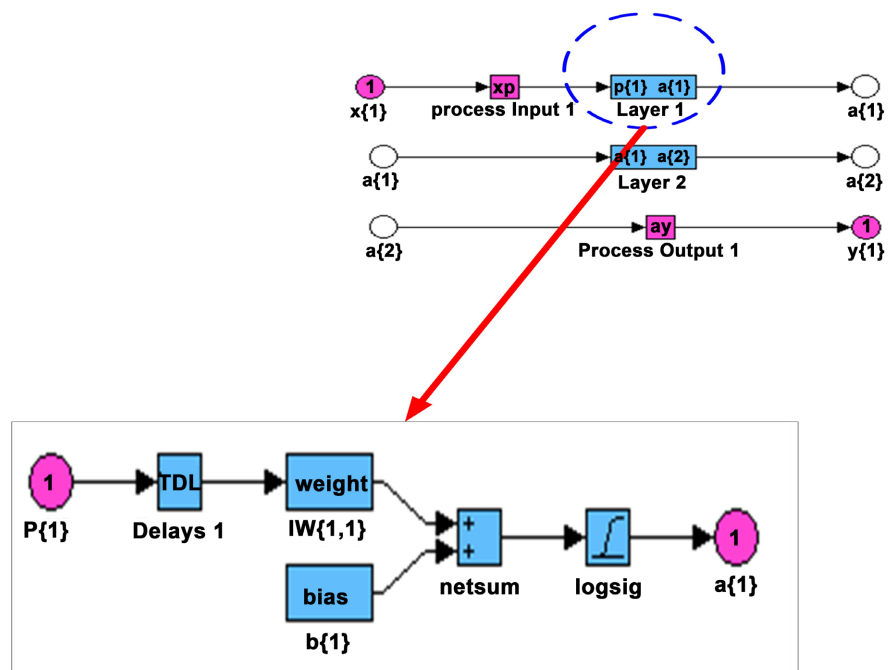 1 xp p{1} a{1}
x{1} process Input 1 Layer 1 a{1}
a{1} a{2}
a{1} Layer 2 a{2}
ay 1
a{2} Process Output 1 y{1}
1 TDL weight
P{1} Delays 1 IW{1,1}
+
+
1
netsum logsig a{1}
bias
b{1}